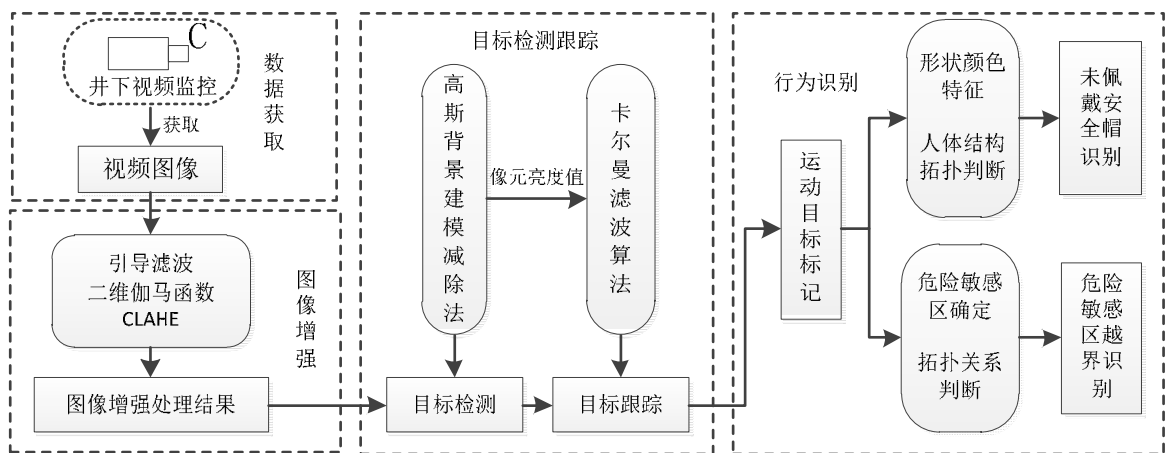 C
井下视频监控
数据获取
获取
视频图像
引导滤波
二维伽马函数
CLAHE
图像增强
图像增强处理结果
目标检测跟踪
高斯背景建模减除法
像元亮度值
卡尔曼滤波算法
目标检测
目标跟踪
行为识别
运动目标标记
形状颜色
特征
人体结构
拓扑判断
未佩
戴安
全帽
识别
危险敏感
区确定
拓扑关系
判断
危险
敏感
区越
界识
别